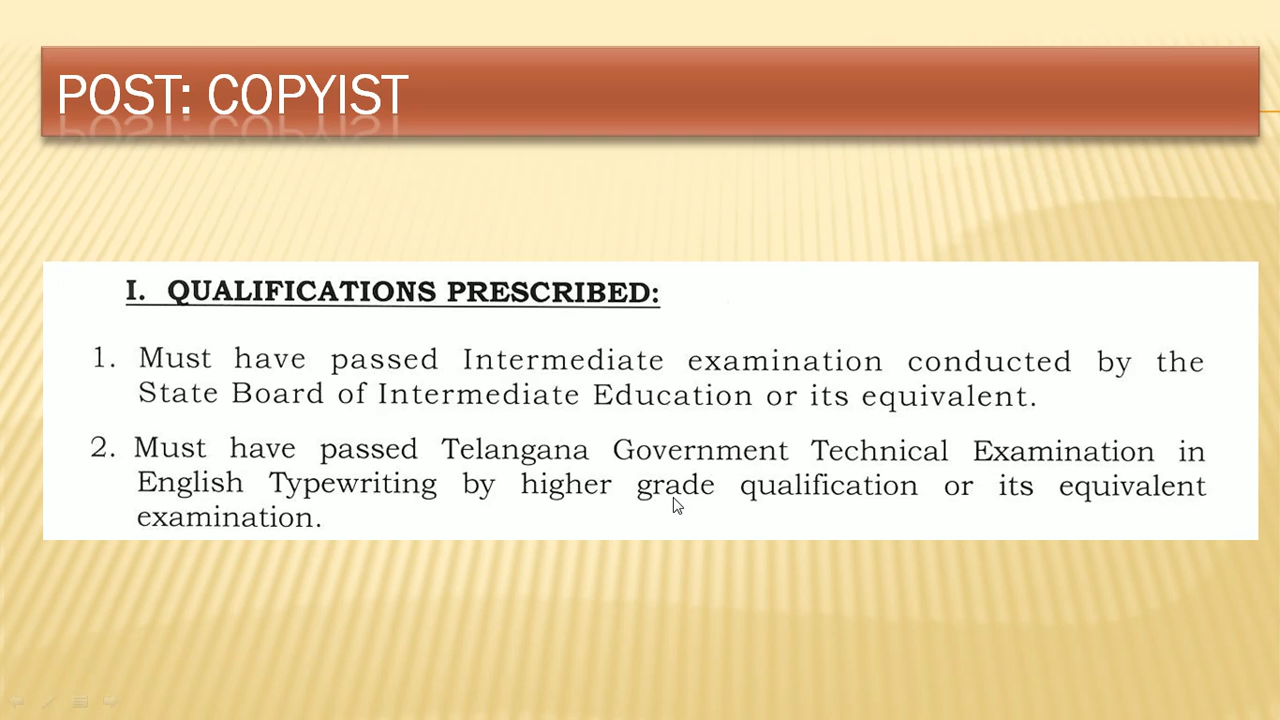 POST: COPYIST
I. QUALIFICATIONS PRESCRIBED:
1. Must have passed Intermediate examination conducted by the
State Board of Intermediate Education or its equivalent.
2. Must have passed Telangana Government Technical Examination in
English Typewriting by higher grade qualification or its equivalent
examination.